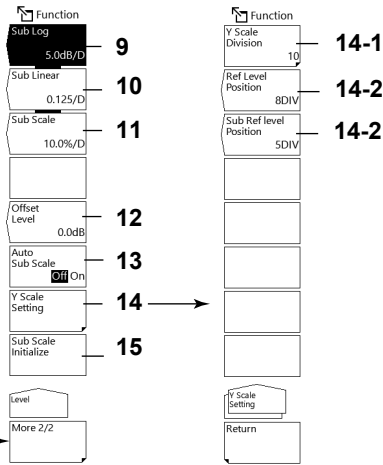 Function
Sub Log
5.0dB/D
9
Sub Linear
0.125/D
10
Sub Scale
10.0%/D
11
Offset
Level
0.0dB
12
Auto
Sub Scale
Off On
13
Y Scale
Setting
14
Sub Scale
Initialize
15
Level
More 2/2
Function
Y Scale
Division
10
14-1
Ref Level
Position
8DIV
14-2
Sub Ref level
Position
5DIV
14-2
Y Scale
Setting
Return